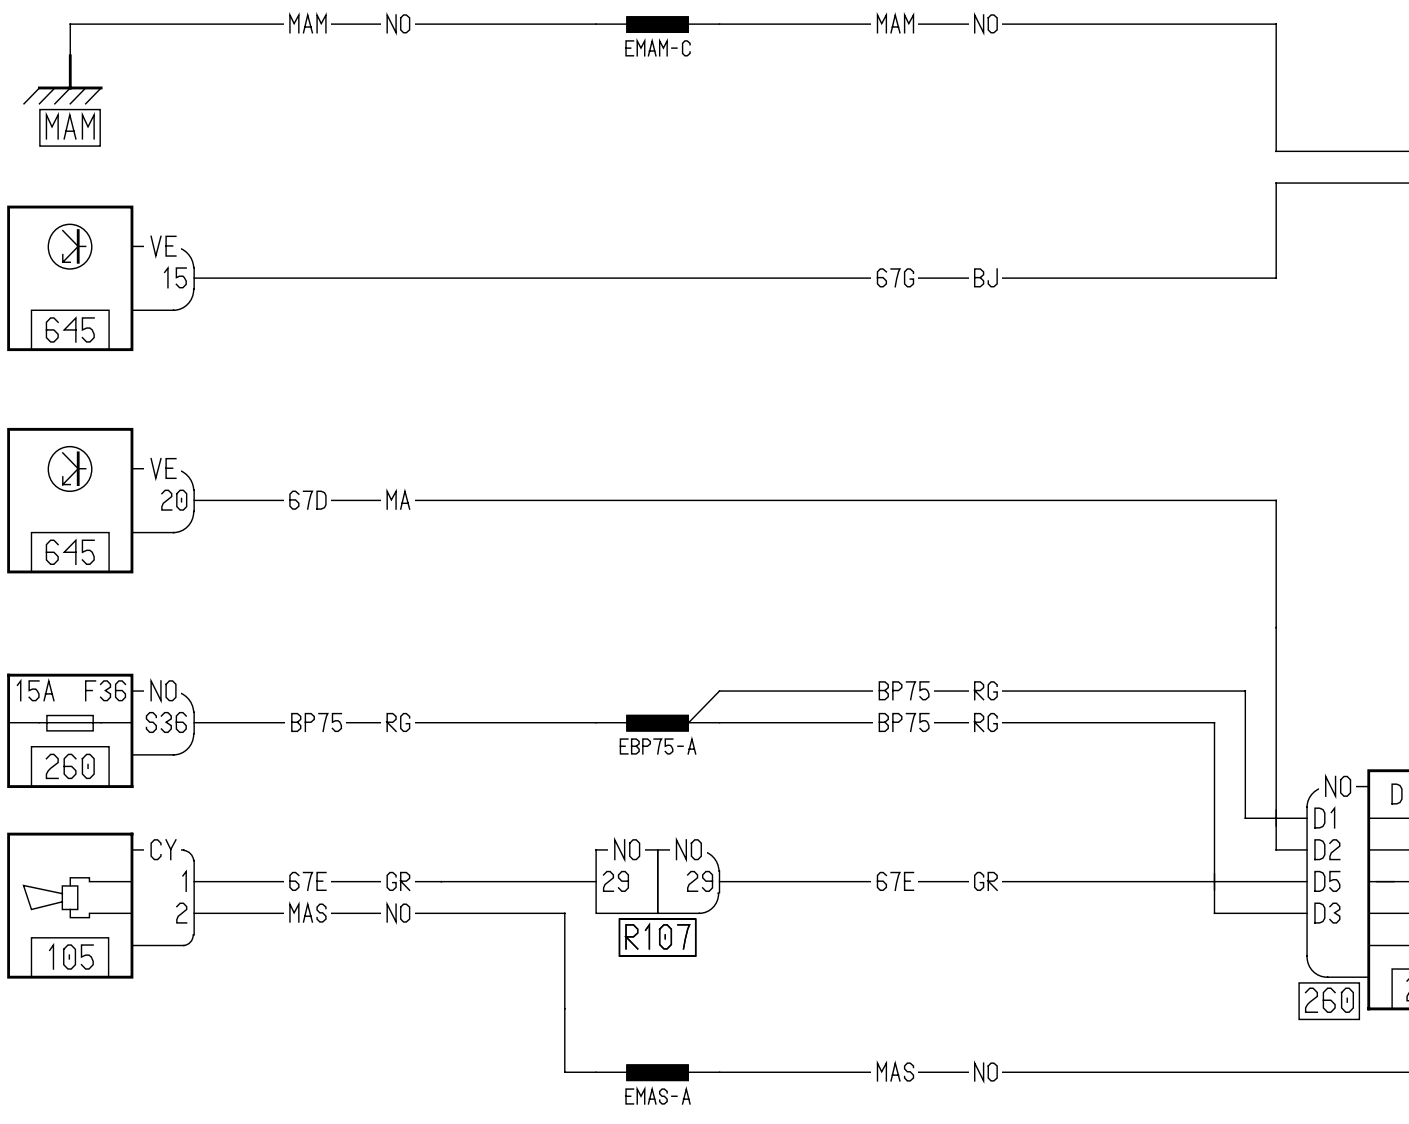 MAM NO MAM NO
EMAM-C
MAM
VE
15 67G BJ
645
VE
20 67D MA
645
15A F36 NO BP75 RG
S36 BP75 RG BP75 RG
EBP75-A
260
NO D
D1
CY NO NO D2
1 67E GR 29 29 67E GR D5
2 MAS NO D3
R107
105
260
MAS NO
EMAS-A